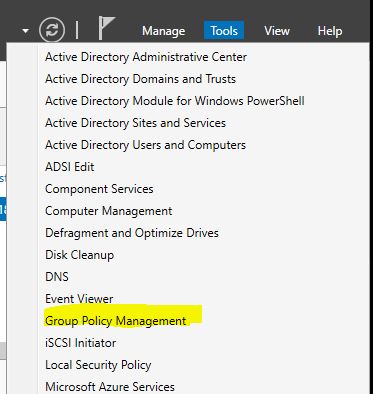 Manage Tools View Help
Active Directory Administrative Center
Active Directory Domains and Trusts
Active Directory Module for Windows PowerShell
Active Directory Sites and Services
Active Directory Users and Computers
ADSI Edit
Component Services
Computer Management
Defragment and Optimize Drives
Disk Cleanup
DNS
Event Viewer
Group Policy Management
iSCSI Initiator
Local Security Policy
Microsoft Azure Services